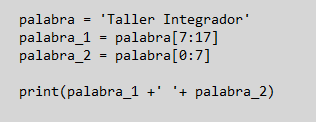 palabra = 'Taller Integrador'
palabra_1 = palabra[7:17]
palabra_2 = palabra[0:7]
print(palabra_1 +' '+ palabra_2)